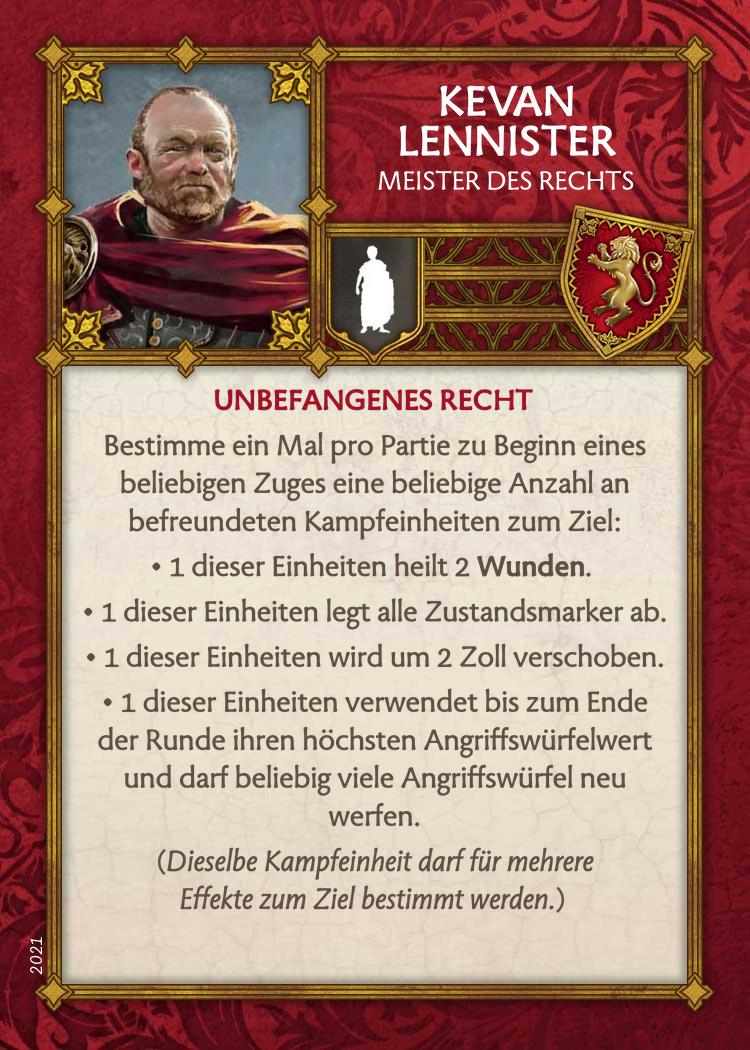 KEVAN
LENNISTER
MEISTER DES RECHTS
UNBEFANGENES RECHT
Bestimme ein Mal pro Partie zu Beginn eines
beliebigen Zuges eine beliebige Anzahl an
befreundeten Kampfeinheiten zum Ziel:
• 1 dieser Einheiten heilt 2 Wunden.
• 1 dieser Einheiten legt alle Zustandsmarker ab.
• 1 dieser Einheiten wird um 2 Zoll verschoben.
• 1 dieser Einheiten verwendet bis zum Ende
der Runde ihren höchsten Angriffswürfelwert
und darf beliebig viele Angriffswürfel neu
werfen.
(Dieselbe Kampfeinheit darf für mehrere
Effekte zum Ziel bestimmt werden.)
2021